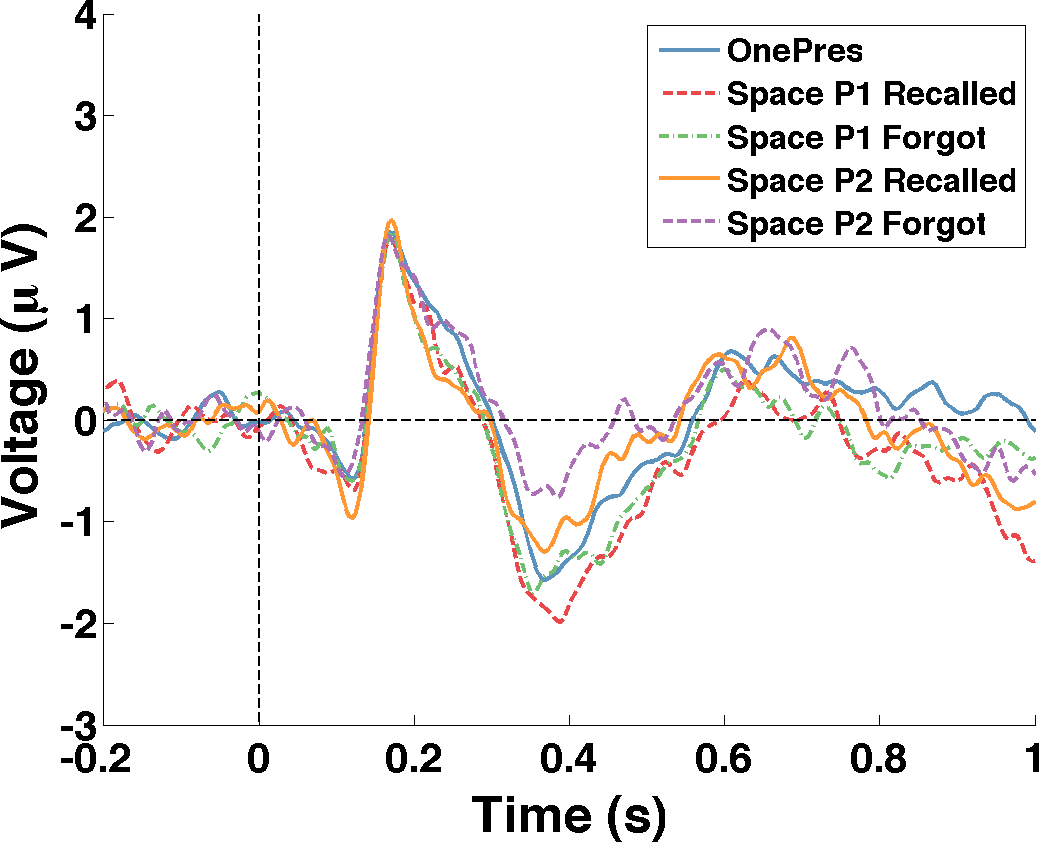 4
3
2
1
0
-1
-2
-3
-0.2
0
0.2
0.4
0.6
0.8
1
Voltage (μ V)
Time (s)
OnePres
Space P1 Recalled
Space P1 Forgot
Space P2 Recalled
Space P2 Forgot